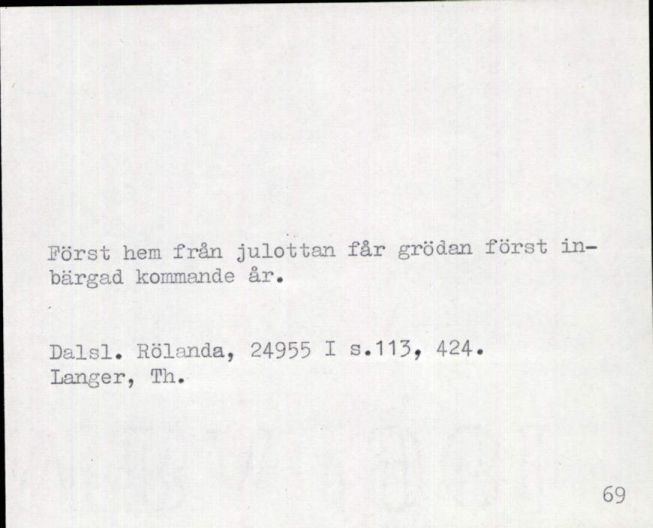 Först hem från julottan får grödan först in-
bärgad kommande år.
Dalsl. Rölanda, 24955 I s.113, 424.
Langer, Th.
69